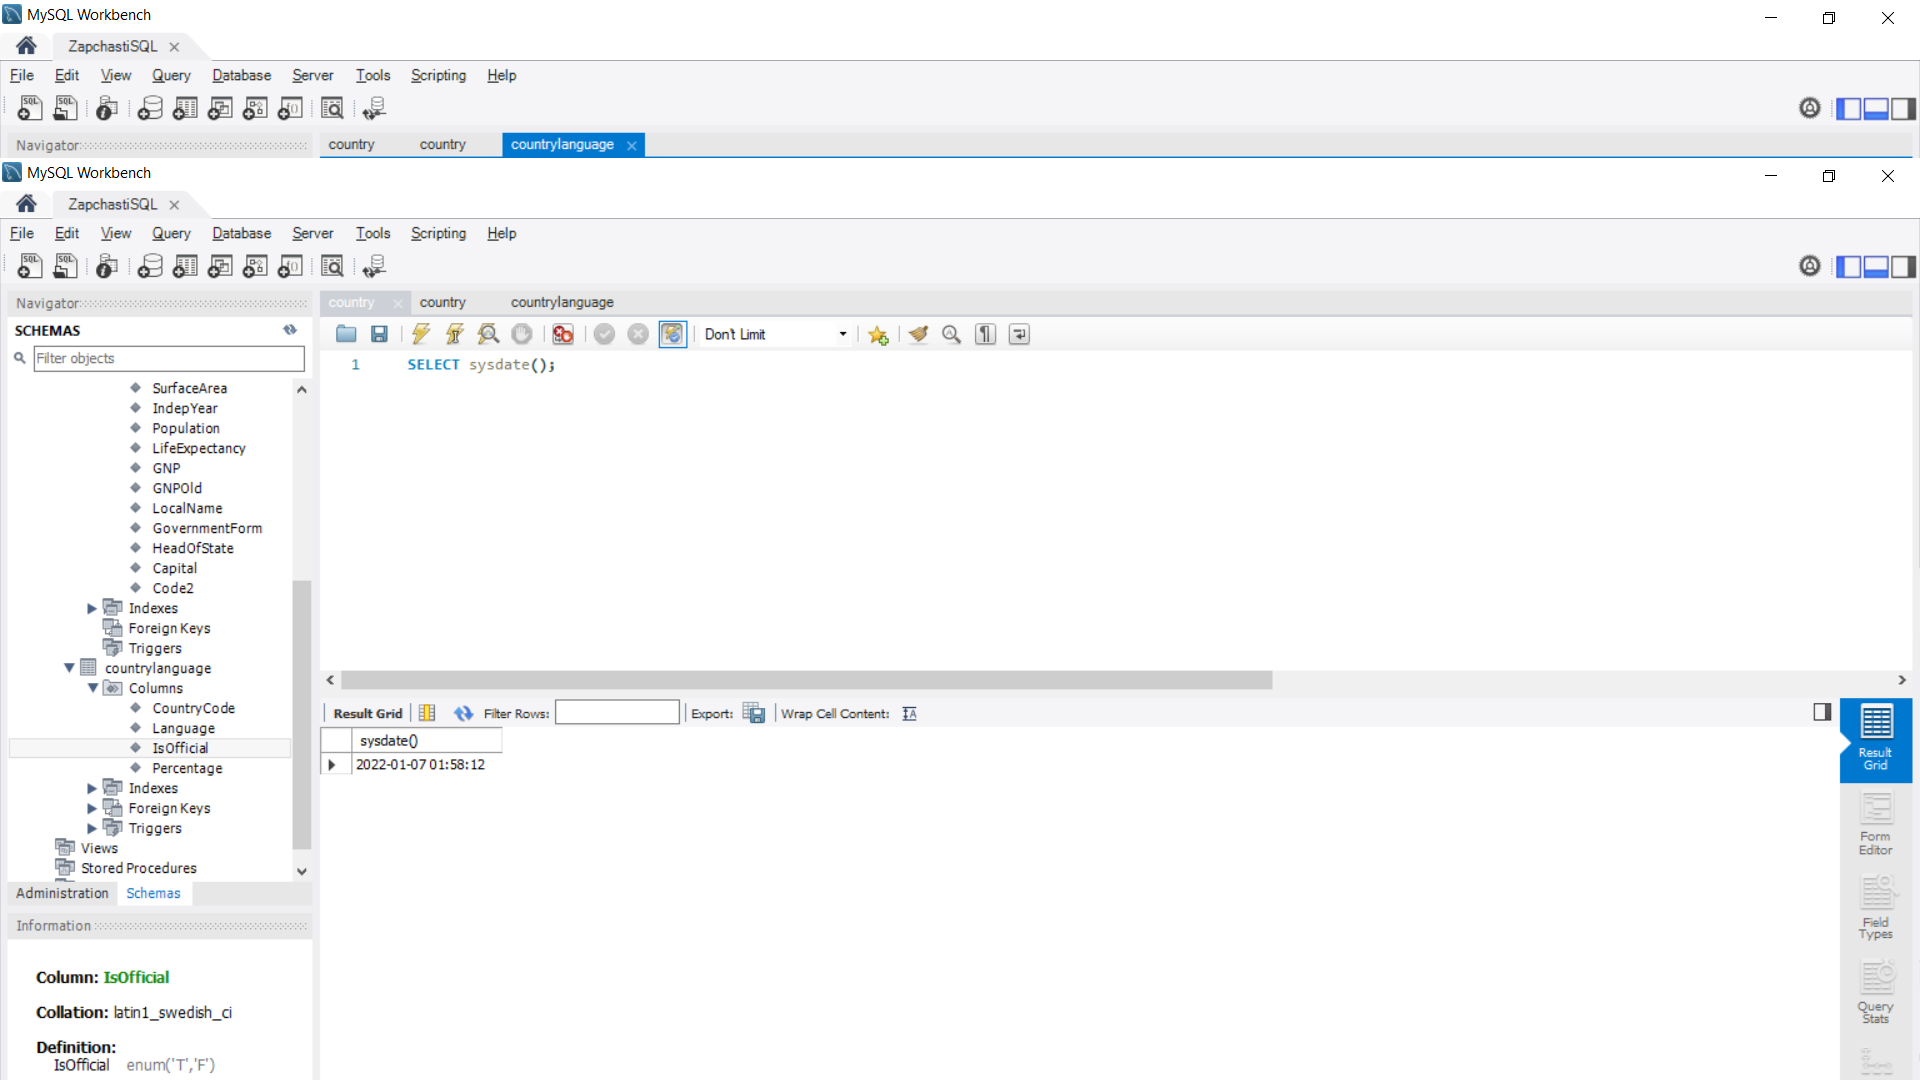 MySQL Workbench
ZapchastiSQL
File Edit View Query Database Server Tools Scripting Help
Navigator
country country countrylanguage
MySQL Workbench
ZapchastiSQL
File Edit View Query Database Server Tools Scripting Help
Navigator
country country countrylanguage
SCHEMAS
Don't Limit
Filter objects
1 SELECT sysdate();
SurfaceArea
IndepYear
Population
LifeExpectancy
GNP
GNPOld
LocalName
GovernmentForm
HeadOfState
Capital
Code2
Indexes
Foreign Keys
Triggers
countrylanguage
Columns
CountryCode
Language
IsOfficial
Percentage
Indexes
Foreign Keys
Triggers
Views
Stored Procedures
Administration Schemas
Information
Column: IsOfficial
Collation: latin1_swedish_ci
Definition:
IsOfficial enum('T','F')
Result Grid Filter Rows: Export: Wrap Cell Content:
sysdate()
2022-01-07 01:58:12
Result
Grid
Form
Editor
Field
Types
Query
Stats